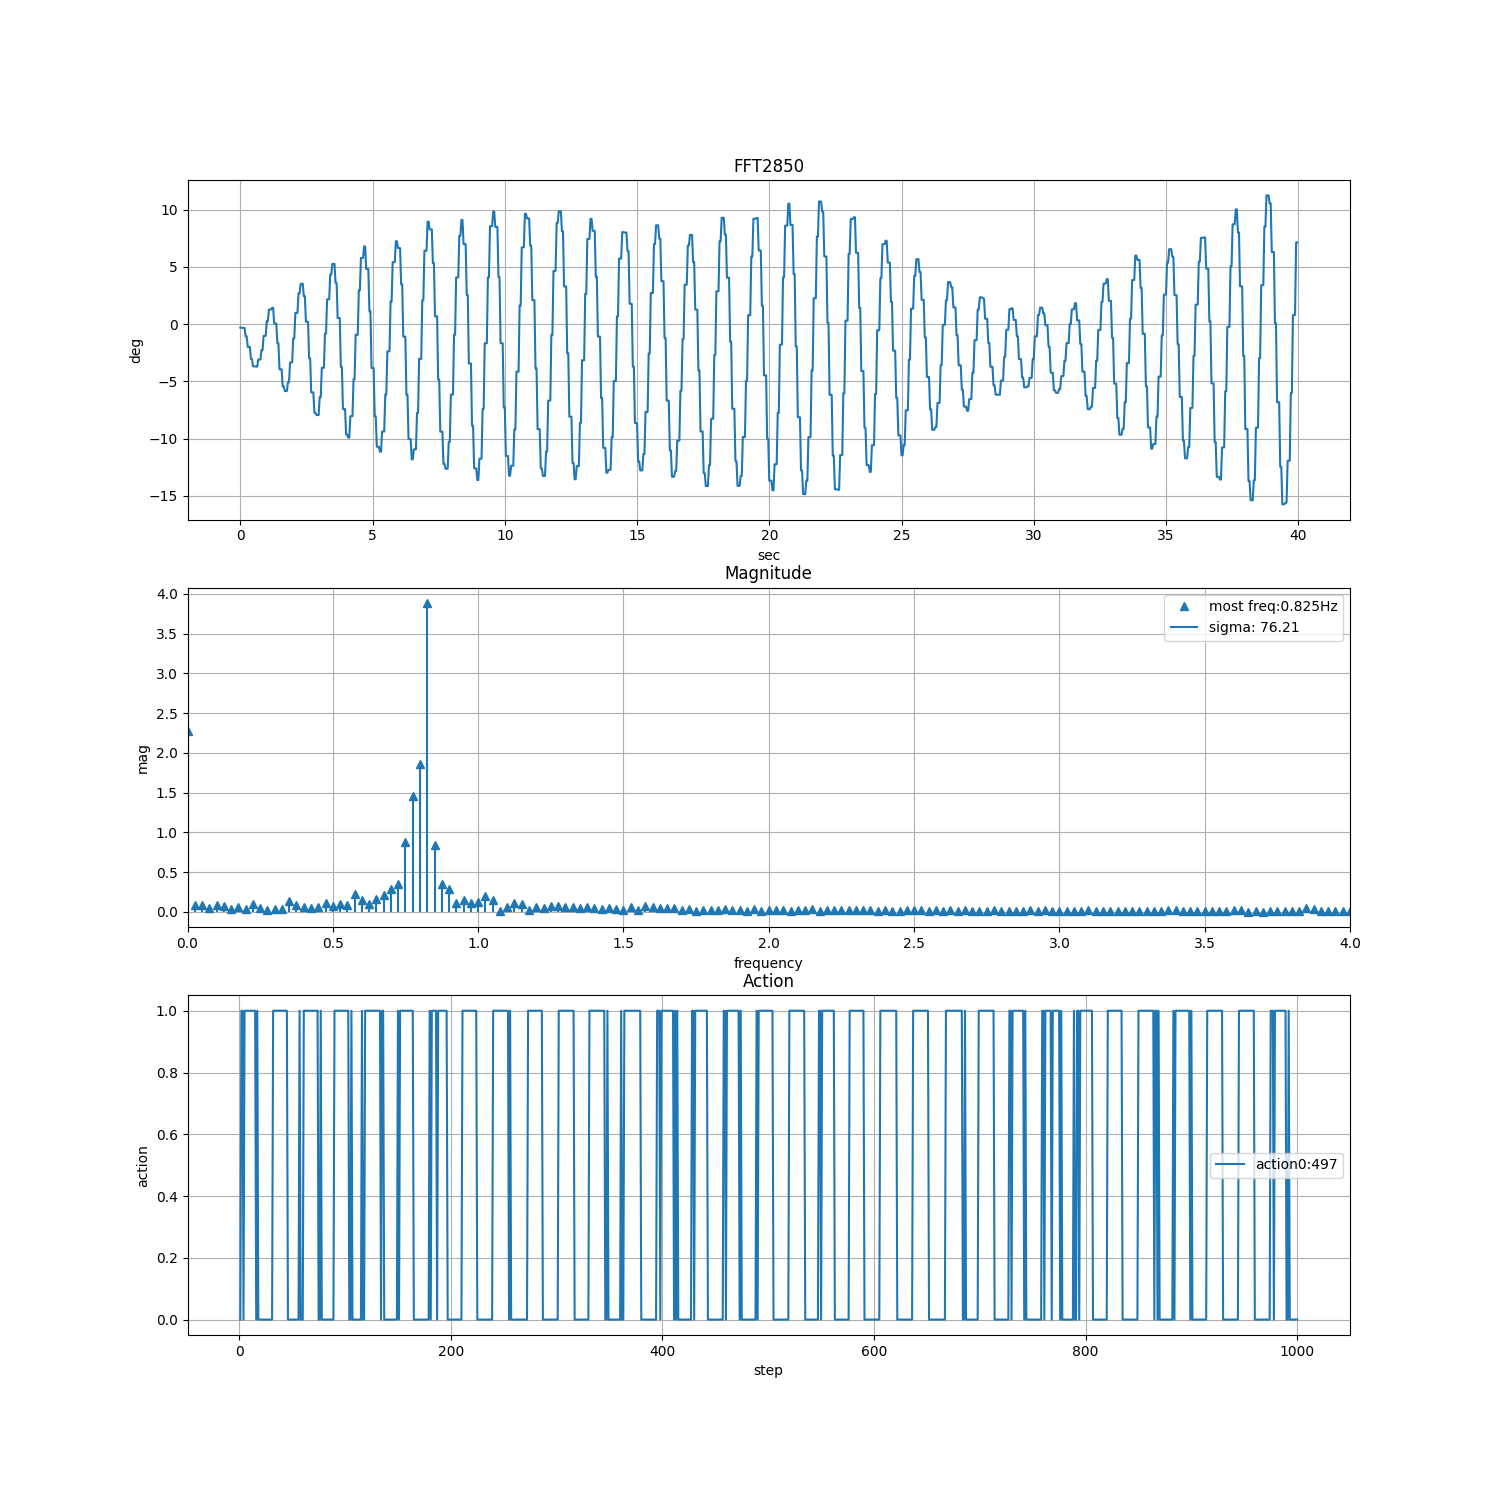 FFT2850
10
5
0
−5
−10
−15
deg
0 5 10 15 20 25 30 35 40
sec
Magnitude
4.0
3.5
3.0
2.5
2.0
1.5
1.0
0.5
0.0
mag
most freq:0.825Hz
sigma: 76.21
0.0 0.5 1.0 1.5 2.0 2.5 3.0 3.5 4.0
frequency
Action
1.0
0.8
0.6
0.4
0.2
0.0
action
action0:497
0 200 400 600 800 1000
step